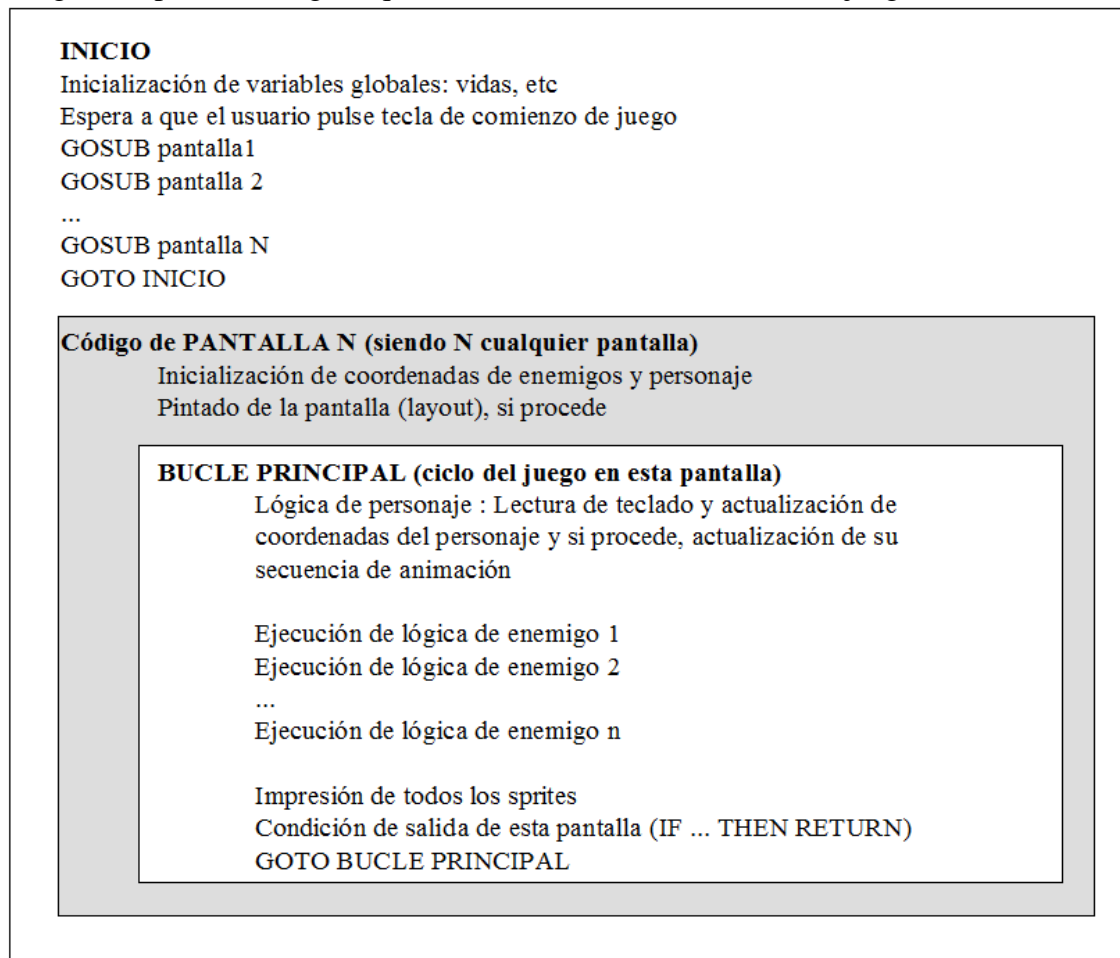 INICIO
Inicialización de variables globales: vidas, etc
Espera a que el usuario pulse tecla de comienzo de juego
GOSUB pantalla1
GOSUB pantalla 2
...
GOSUB pantalla N
GOTO INICIO
Código de PANTALLA N (siendo N cualquier pantalla)
Inicialización de coordenadas de enemigos y personaje
Pintado de la pantalla (layout), si procede
BUCLE PRINCIPAL (ciclo del juego en esta pantalla)
Lógica de personaje : Lectura de teclado y actualización de
coordenadas del personaje y si procede, actualización de su
secuencia de animación
Ejecución de lógica de enemigo 1
Ejecución de lógica de enemigo 2
...
Ejecución de lógica de enemigo n
Impresión de todos los sprites
Condición de salida de esta pantalla (IF ... THEN RETURN)
GOTO BUCLE PRINCIPAL